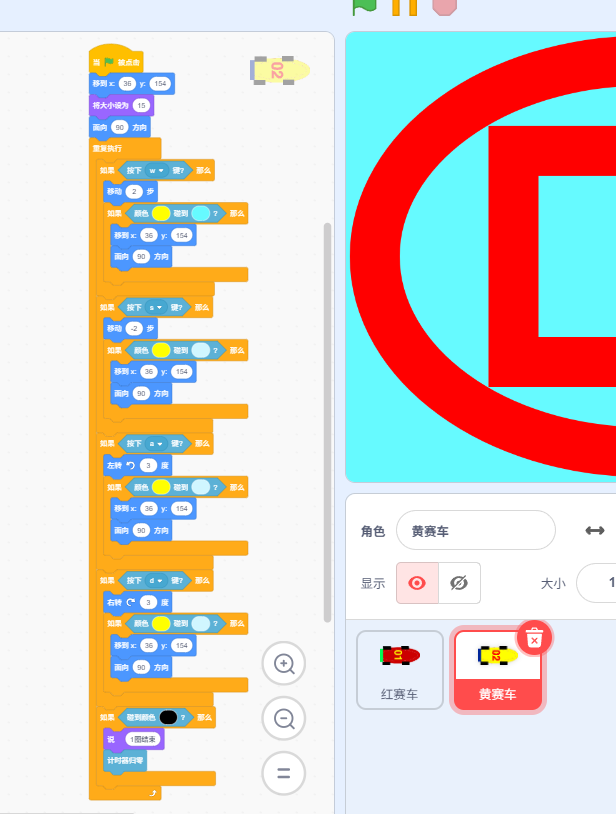 当 被点击
移到 x: 36 y: 154
将大小设为 15
面向 90 方向
重复执行
如果 按下 w 键? 那么
移动 2 步
如果 颜色 碰到 ? 那么
移到 x: 36 y: 154
面向 90 方向
如果 按下 s 键? 那么
移动 -2 步
如果 颜色 碰到 ? 那么
移到 x: 36 y: 154
面向 90 方向
如果 按下 a 键? 那么
左转 3 度
如果 颜色 碰到 ? 那么
移到 x: 36 y: 154
面向 90 方向
如果 按下 d 键? 那么
右转 3 度
如果 颜色 碰到 ? 那么
移到 x: 36 y: 154
面向 90 方向
如果 碰到颜色 ? 那么
说 1圈结束
计时器归零
02
角色 黄赛车
显示 大小 1
01
红赛车
02
黄赛车